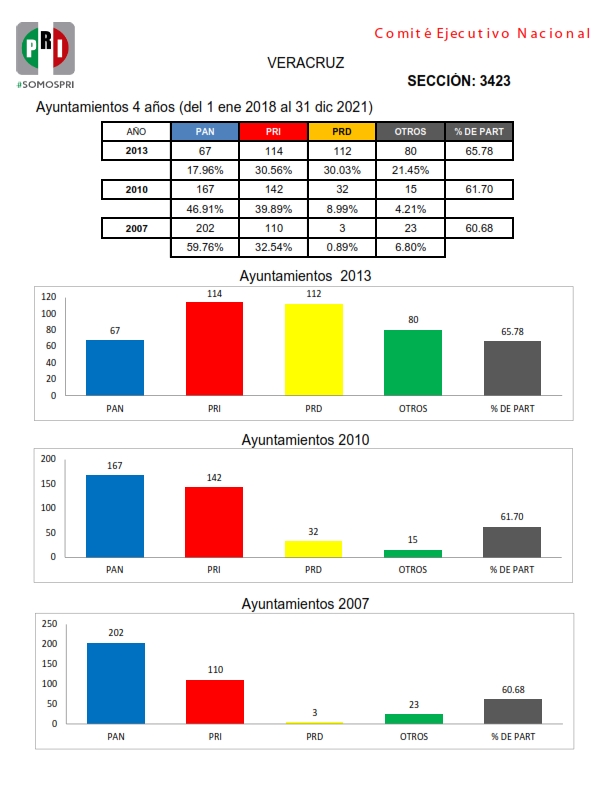 Comité Ejecutivo Nacional
PRI
#SOMOSPRI
VERACRUZ
SECCIÓN: 3423
Ayuntamientos 4 años (del 1 ene 2018 al 31 dic 2021)
AÑO PAN PRI PRD OTROS % DE PART
2013 67 114 112 80 65.78
17.96% 30.56% 30.03% 21.45%
2010 167 142 32 15 61.70
46.91% 39.89% 8.99% 4.21%
2007 202 110 3 23 60.68
59.76% 32.54% 0.89% 6.80%
Ayuntamientos 2013
120
100
80
60
40
20
0
67 114 112 80 65.78
PAN PRI PRD OTROS % DE PART
Ayuntamientos 2010
200
150
100
50
0
167 142 32 15 61.70
PAN PRI PRD OTROS % DE PART
Ayuntamientos 2007
250
200
150
100
50
0
202 110 3 23 60.68
PAN PRI PRD OTROS % DE PART